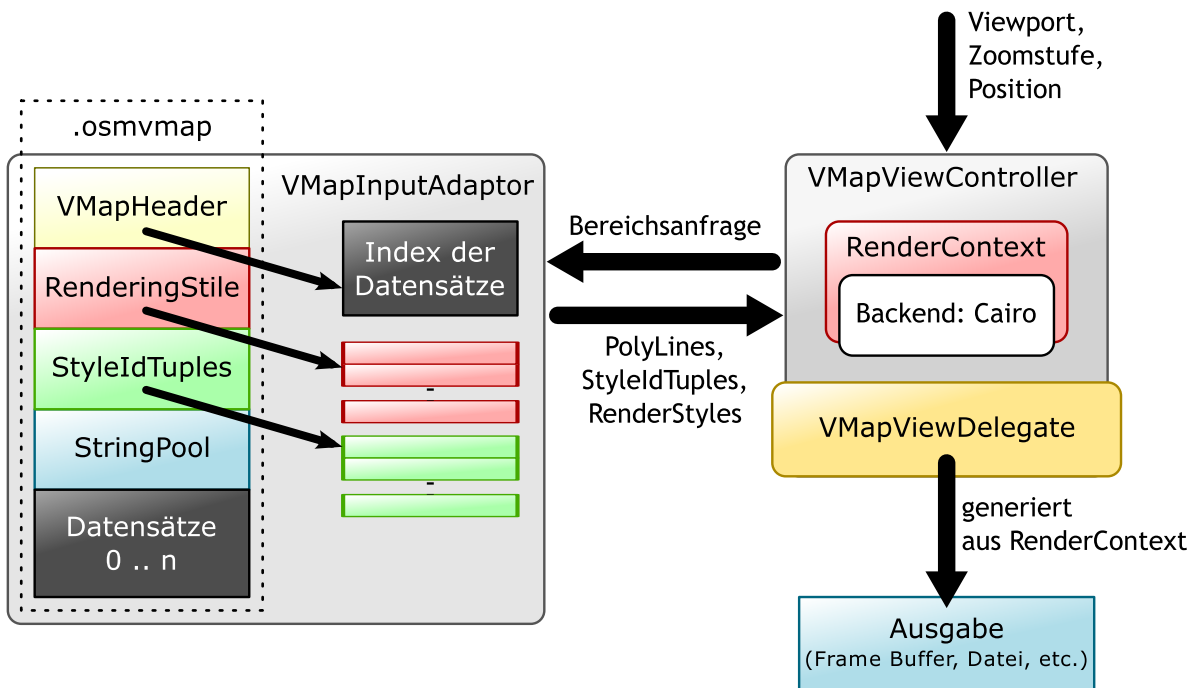 Viewport,
Zoomstufe,
Position
.osmvmap
VMapHeader
RenderingStile
StyleIdTuples
StringPool
Datensätze
0 .. n
VMapInputAdaptor
Index der
Datensätze
Bereichsanfrage
PolyLines,
StyleIdTuples,
RenderStyles
VMapViewController
RenderContext
Backend: Cairo
VMapViewDelegate
generiert
aus RenderContext
Ausgabe
(Frame Buffer, Datei, etc.)